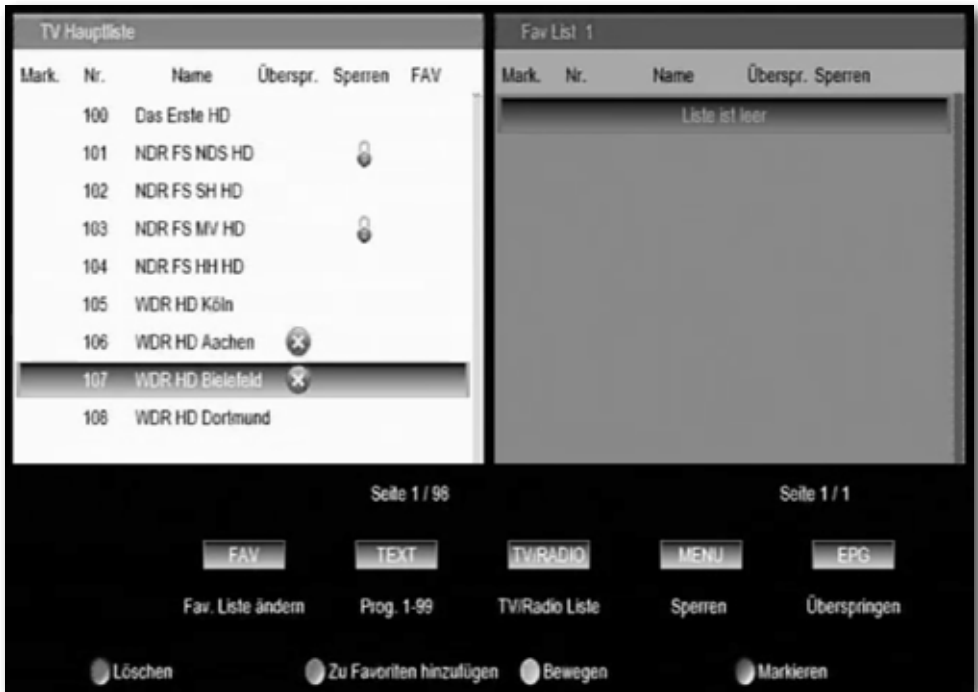 TV Hauptliste
Mark. Nr. Name Überspr. Sperren FAV
100 Das Erste HD
101 NDR FS NDS HD
102 NDR FS SH HD
103 NDR FS MV HD
104 NDR FS HH HD
105 WDR HD Köln
106 WDR HD Aachen
107 WDR HD Bielefeld
108 WDR HD Dortmund
Seite 1 / 98
Fav List 1
Mark. Nr. Name Überspr. Sperren
Liste ist leer
Seite 1 / 1
FAV TEXT TV/RADIO MENU EPG
Fav. Liste ändern Prog. 1-99 TV/Radio Liste Sperren Überspringen
Löschen Zu Favoriten hinzufügen Bewegen Markieren